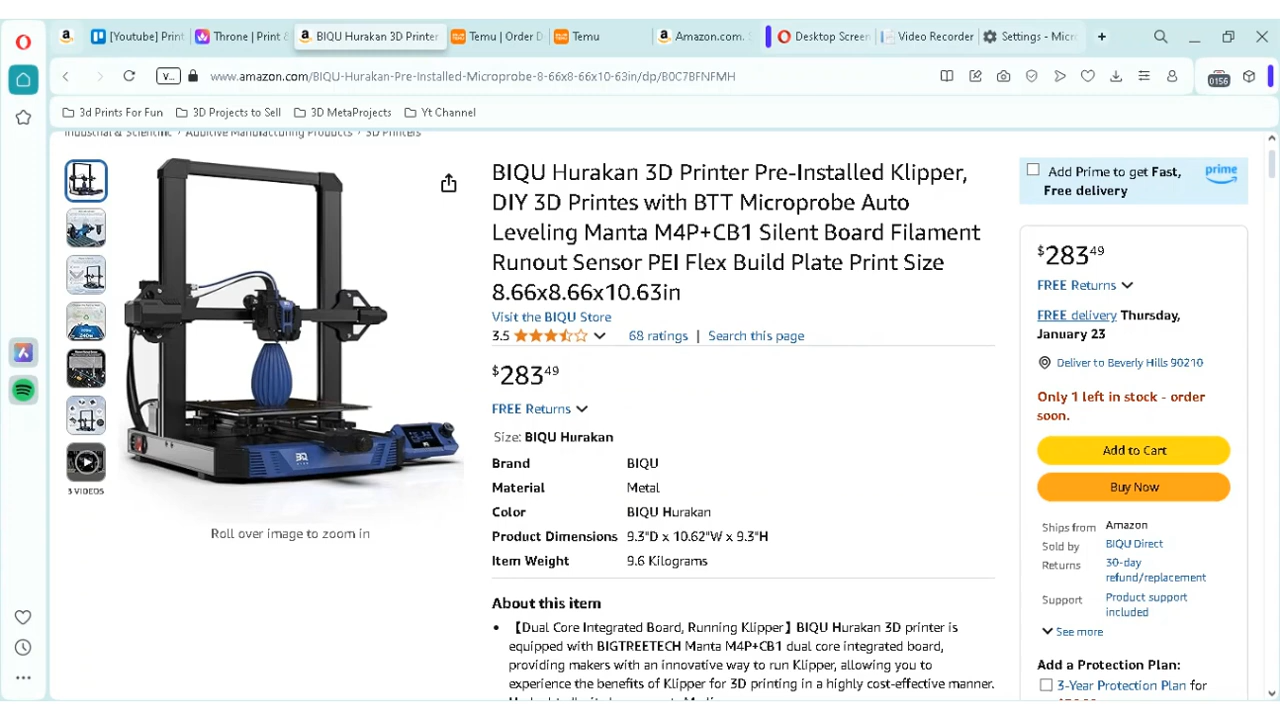 [Youtube] Print
Throne | Print &
BIQU Hurakan 3D Printer
Temu | Order D
Temu
Amazon.com.
Desktop Screen
Video Recorder
Settings - Micr
www.amazon.com/BIQU-Hurakan-Pre-Installed-Microprobe-8-66x8-66x10-63in/dp/B0C7BFNFMH
0156
3d Prints For Fun
3D Projects to Sell
3D MetaProjects
Yt Channel
Industrial & Scientific / Additive Manufacturing Products / 3D Printers
3 VIDEOS
Roll over image to zoom in
BIQU Hurakan 3D Printer Pre-Installed Klipper,
DIY 3D Printes with BTT Microprobe Auto
Leveling Manta M4P+CB1 Silent Board Filament
Runout Sensor PEI Flex Build Plate Print Size
8.66x8.66x10.63in
Visit the BIQU Store
3.5
68 ratings | Search this page
$283 49
FREE Returns
Size: BIQU Hurakan
Brand BIQU
Material Metal
Color BIQU Hurakan
Product Dimensions 9.3"D x 10.62"W x 9.3"H
Item Weight 9.6 Kilograms
About this item
• 【Dual Core Integrated Board, Running Klipper】BIQU Hurakan 3D printer is
equipped with BIGTREETECH Manta M4P+CB1 dual core integrated board,
providing makers with an innovative way to run Klipper, allowing you to
experience the benefits of Klipper for 3D printing in a highly cost-effective manner.
Add Prime to get Fast,
Free delivery
prime
$283 49
FREE Returns
FREE delivery Thursday,
January 23
Deliver to Beverly Hills 90210
Only 1 left in stock - order
soon.
Add to Cart
Buy Now
Ships from Amazon
Sold by BIQU Direct
Returns 30-day
refund/replacement
Support Product support
included
See more
Add a Protection Plan:
3-Year Protection Plan for